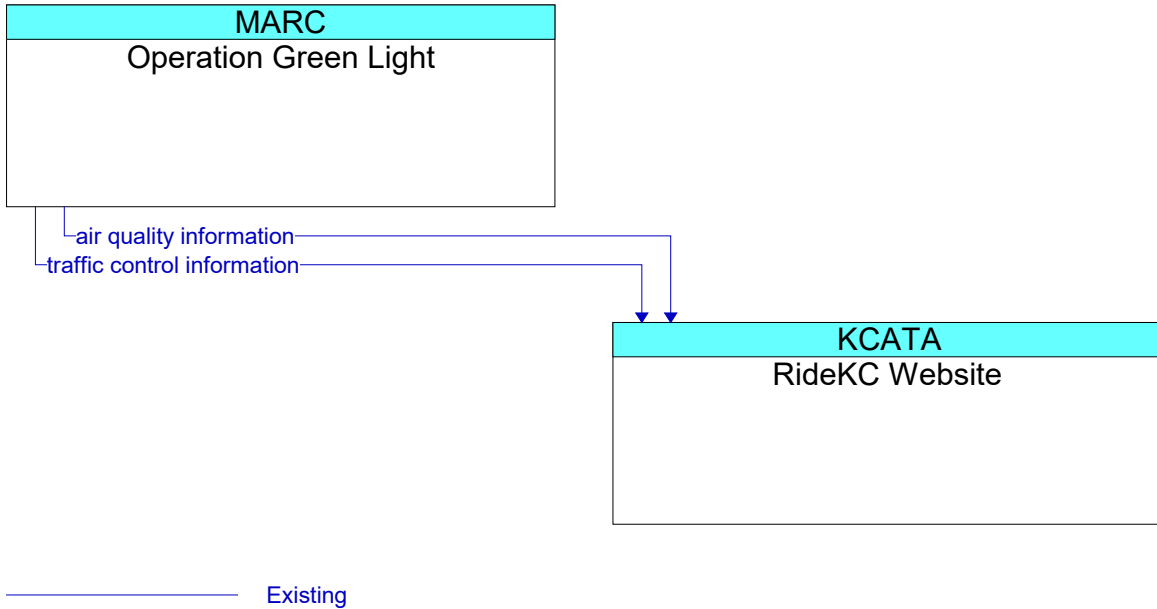 MARC
Operation Green Light
air quality information
traffic control information
KCATA
RideKC Website
Existing